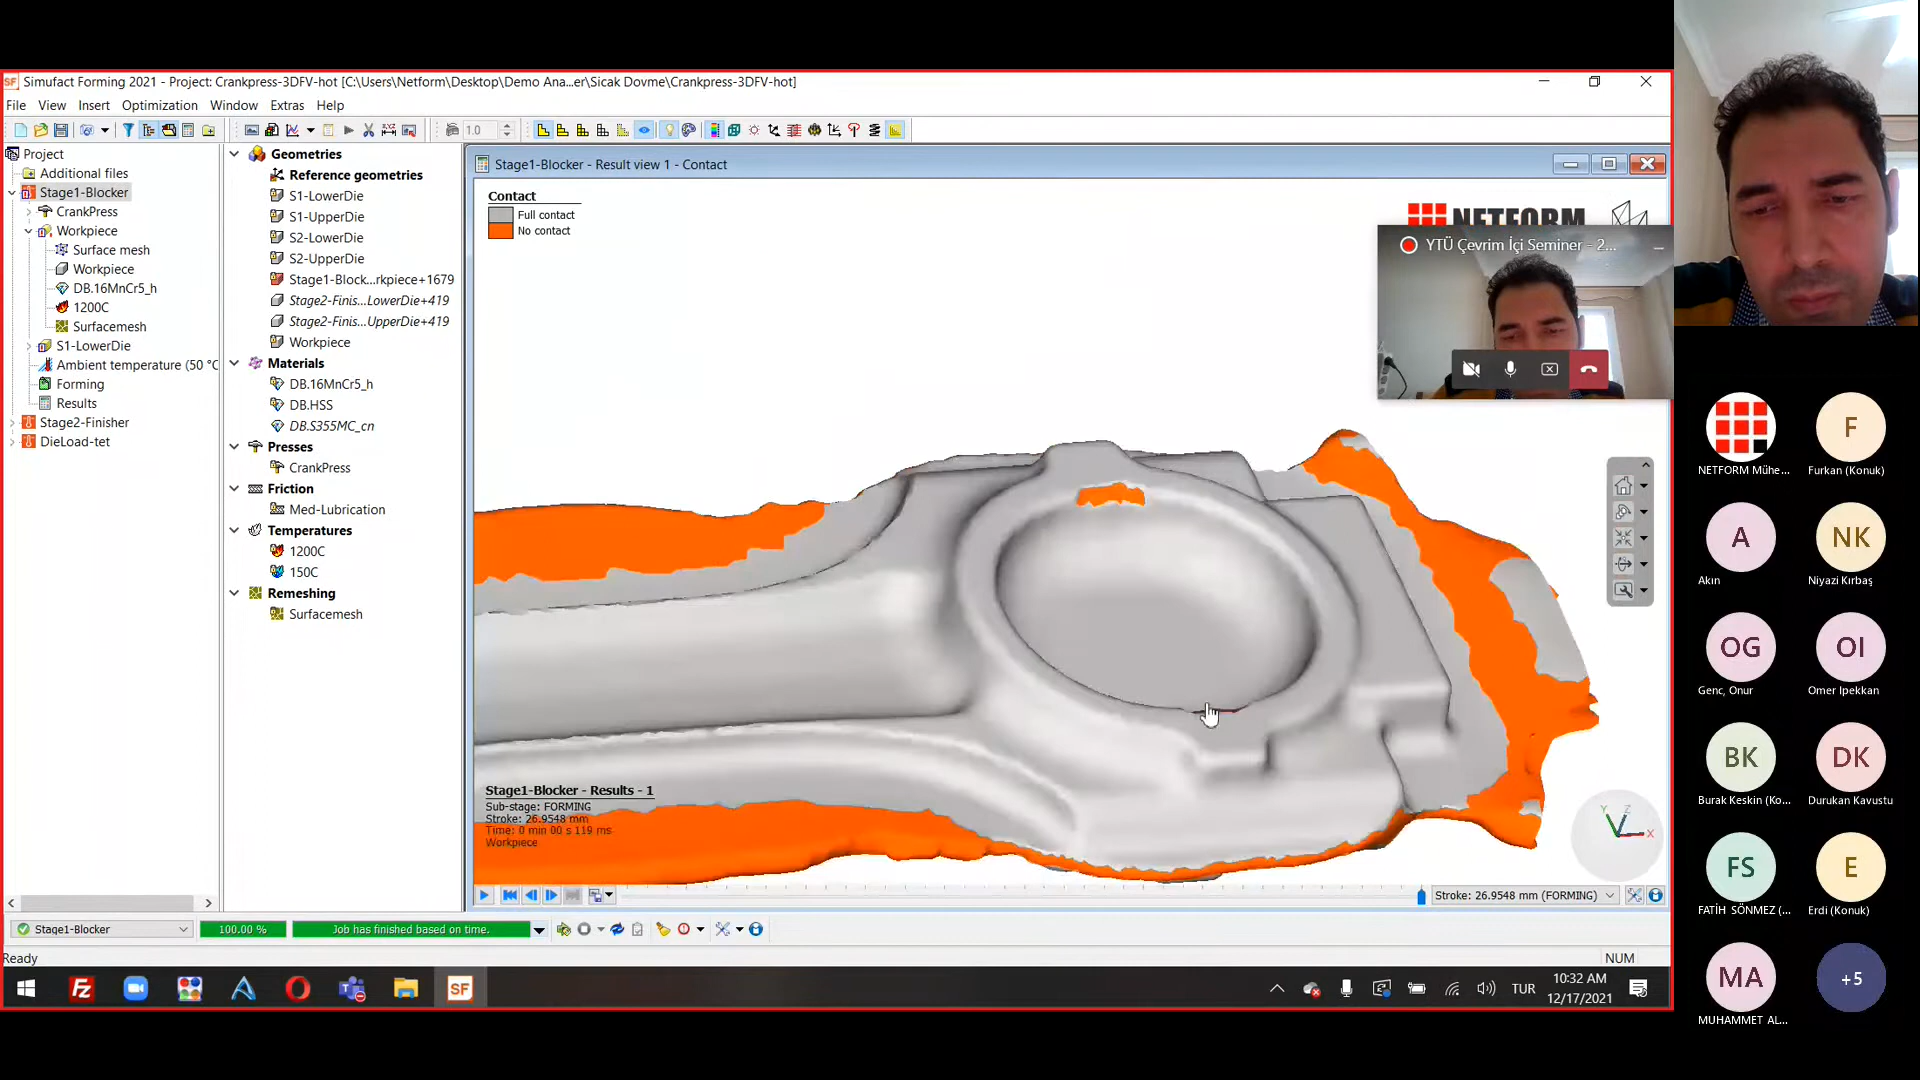 Simufact Forming 2021 - Project: Crankpress-3DFV-hot [C:\Users\Netform\Desktop\Demo Ana...er\Sicak Dovme\Crankpress-3DFV-hot]
File View Insert Optimization Window Extras Help
1.0
Project
Additional files
Stage1-Blocker
CrankPress
Workpiece
Surface mesh
Workpiece
DB.16MnCr5_h
1200C
Surfacemesh
S1-LowerDie
Ambient temperature (50 °C
Forming
Results
Stage2-Finisher
DieLoad-tet
Geometries
Reference geometries
S1-LowerDie
S1-UpperDie
S2-LowerDie
S2-UpperDie
Stage1-Block...rkpiece+1679
Stage2-Finis...LowerDie+419
Stage2-Finis...UpperDie+419
Workpiece
Materials
DB.16MnCr5_h
DB.HSS
DB.S355MC_cn
Presses
CrankPress
Friction
Med-Lubrication
Temperatures
1200C
150C
Remeshing
Surfacemesh
Stage1-Blocker - Result view 1 - Contact
Contact
Full contact
No contact
NETFORM
YTÜ Çevrim İçi Seminer - 2...
Stage1-Blocker - Results - 1
Sub-stage: FORMING
Stroke: 26.9548 mm
Time: 0 min 00 s 119 ms
Workpiece
Y
Z
X
Stroke: 26.9548 mm (FORMING)
Stage1-Blocker
100.00 %
Job has finished based on time.
Ready
NUM
Fz
SF
TUR
10:32 AM
12/17/2021
NETFORM Mühe...
F
Furkan (Konuk)
A
Akın
NK
Niyazi Kırbaş
OG
Genc, Onur
OI
Omer Ipekkan
BK
Burak Keskin (Ko...
DK
Durukan Kavustu
FS
FATİH SÖNMEZ (...
E
Erdi (Konuk)
MA
MUHAMMET AL...
+5